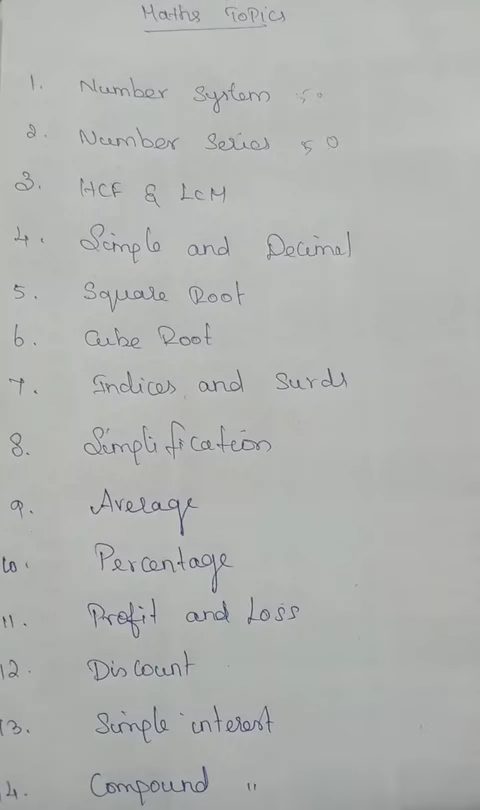 Maths Topics
1. Number System 50
2. Number Series 50
3. HCF & LCM
4. Simple and Decimal
5. Square Root
6. Cube Root
7. Indices and Surds
8. Simplification
9. Average
10. Percentage
11. Profit and Loss
12. Discount
13. Simple interest
14. Compound "